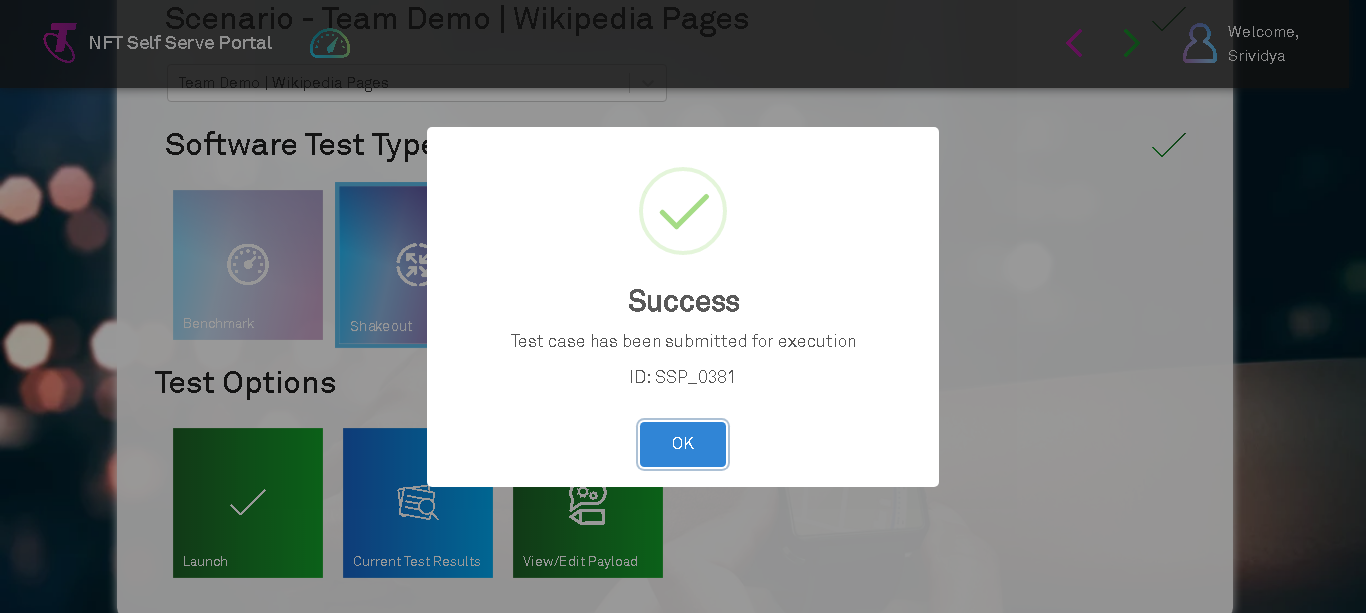 Scenario - Team Demo | Wikipedia Pages
NFT Self Serve Portal
Welcome,
Srividya
Team Demo | Wikipedia Pages
Software Test Type
Benchmark
Shakeout
Success
Test case has been submitted for execution
ID: SSP_0381
OK
Test Options
Launch
Current Test Results
View/Edit Payload